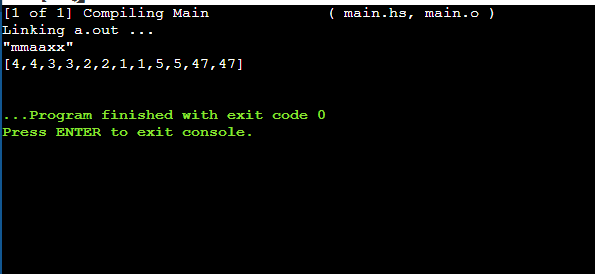 [1 of 1] Compiling Main             ( main.hs, main.o )
Linking a.out ...
"mmaaxx"
[4,4,3,3,2,2,1,1,5,5,47,47]
...Program finished with exit code 0
Press ENTER to exit console.